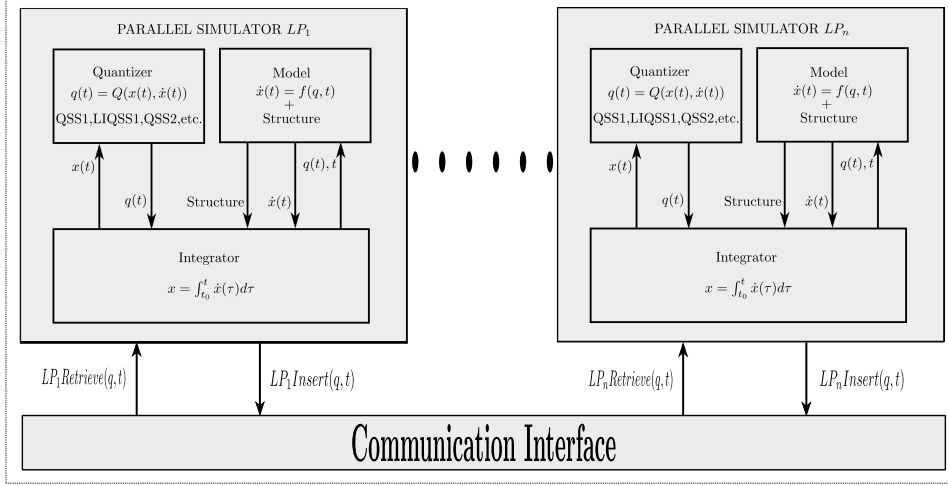 PARALLEL SIMULATOR LP₁
Quantizer
q(t) = Q(x(t), ẋ(t))
QSS1,LIQSS1,QSS2,etc.
Model
ẋ(t) = f(q, t)
+
Structure
x(t)
q(t)
Structure
ẋ(t)
q(t), t
Integrator
x = ∫ₜ₀ᵗ ẋ(τ)dτ
PARALLEL SIMULATOR LPₙ
Quantizer
q(t) = Q(x(t), ẋ(t))
QSS1,LIQSS1,QSS2,etc.
Model
ẋ(t) = f(q, t)
+
Structure
x(t)
q(t)
Structure
ẋ(t)
q(t), t
Integrator
x = ∫ₜ₀ᵗ ẋ(τ)dτ
LP₁Retrieve(q,t)
LP₁Insert(q,t)
LPₙRetrieve(q,t)
LPₙInsert(q,t)
Communication Interface